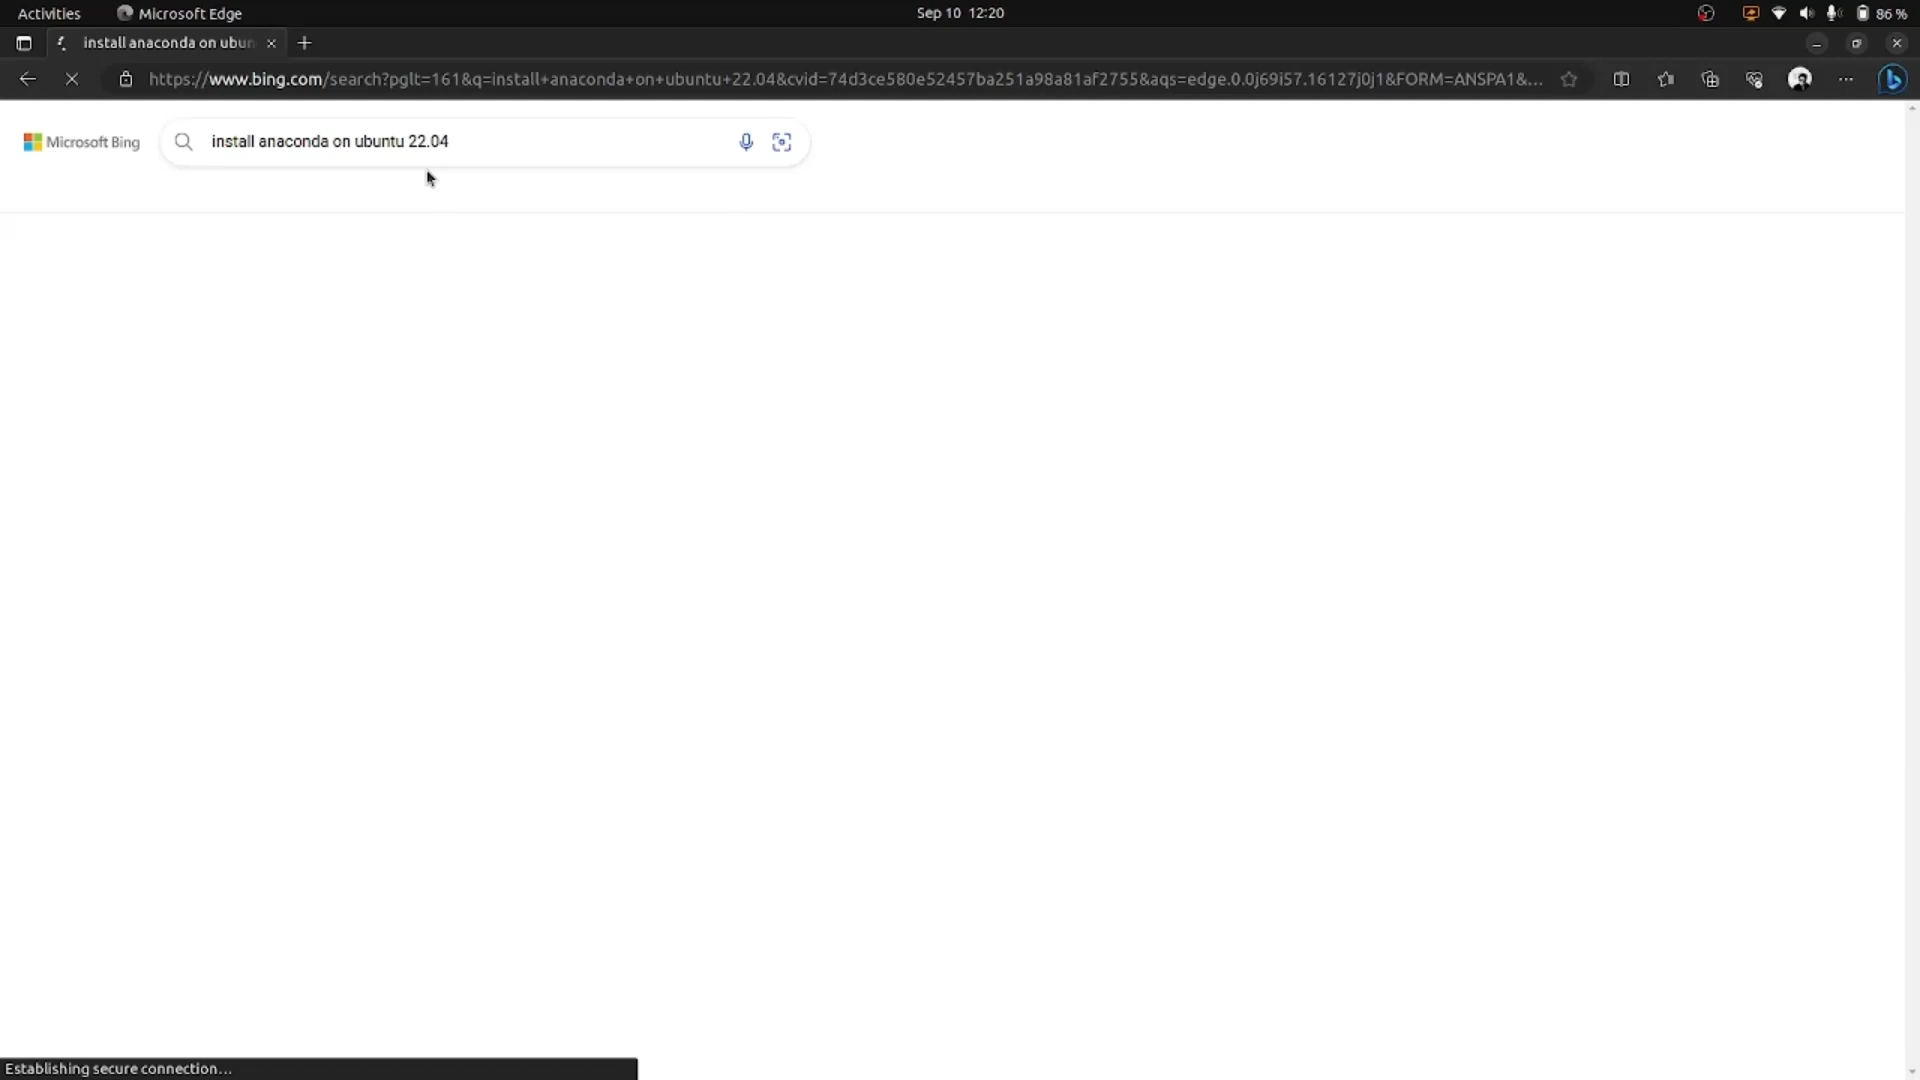 Activities Microsoft Edge Sep 10 12:20 86 %
install anaconda on ubun
https://www.bing.com/search?pglt=161&q=install+anaconda+on+ubuntu+22.04&cvid=74d3ce580e52457ba251a98a81af2755&aqs=edge.0.0j69i57.16127j0j1&FORM=ANSPA1&...
Microsoft Bing install anaconda on ubuntu 22.04
Establishing secure connection...